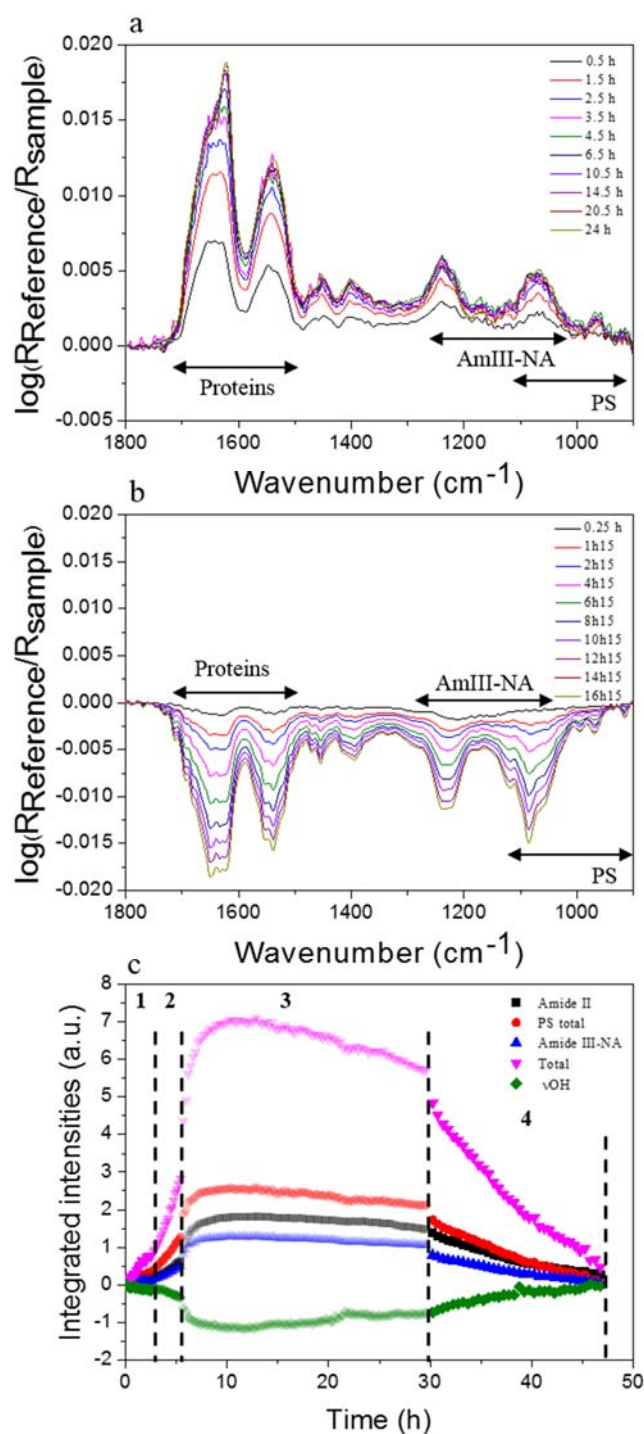 a
0.020
0.015
0.010
0.005
0.000
-0.005
log(RReference/Rsample)
0.5 h
1.5 h
2.5 h
3.5 h
4.5 h
6.5 h
10.5 h
14.5 h
20.5 h
24 h
Proteins
AmIII-NA
PS
1800 1600 1400 1200 1000
Wavenumber (cm-1)
b
0.020
0.015
0.010
0.005
0.000
-0.005
-0.010
-0.015
-0.020
log(RReference/Rsample)
0.25 h
1h15
2h15
4h15
6h15
8h15
10h15
12h15
14h15
16h15
Proteins
AmIII-NA
PS
1800 1600 1400 1200 1000
Wavenumber (cm-1)
c
8
7
6
5
4
3
2
1
0
-1
-2
Integrated intensities (a.u.)
1 2 3
4
Amide II
PS total
Amide III-NA
Total
νOH
0 10 20 30 40 50
Time (h)